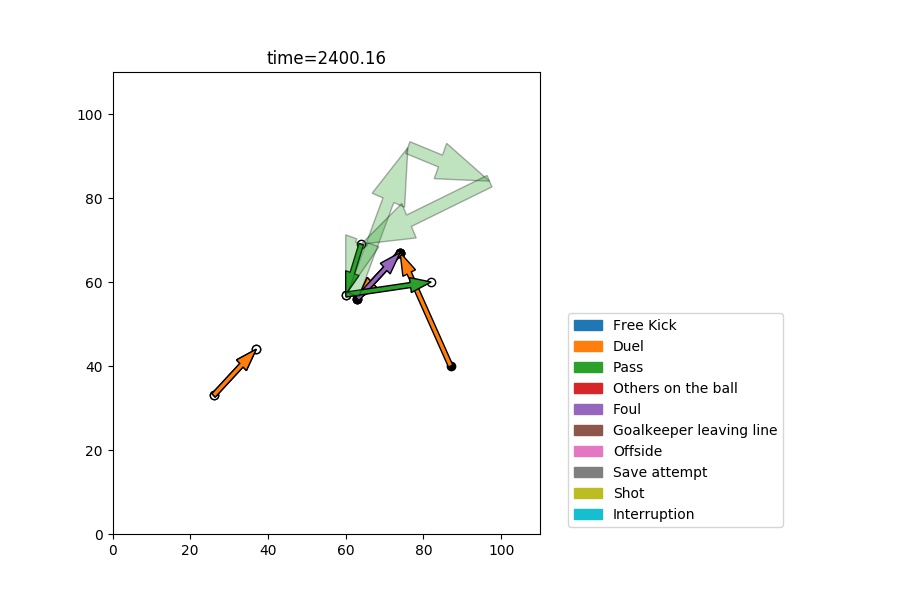 time=2400.16
100
80
60
40
20
0
0 20 40 60 80 100
Free Kick
Duel
Pass
Others on the ball
Foul
Goalkeeper leaving line
Offside
Save attempt
Shot
Interruption